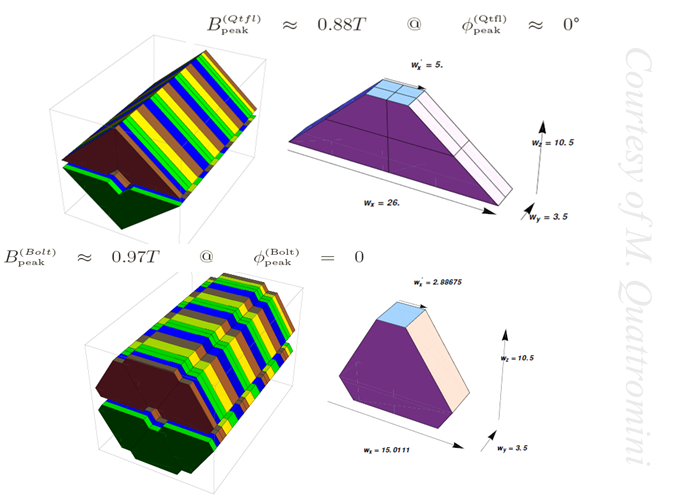 B_peak^(Qtfl) ≈ 0.88T @ ϕ_peak^(Qtfl) ≈ 0°
w_x^- = 5.
w_z = 10.5
w_x = 26.
w_y = 3.5
B_peak^(Bolt) ≈ 0.97T @ ϕ_peak^(Bolt) = 0
w_x^- = 2.88675
w_z = 10.5
w_x = 15.0111
w_y = 3.5
Courtesy of M. Quattromini